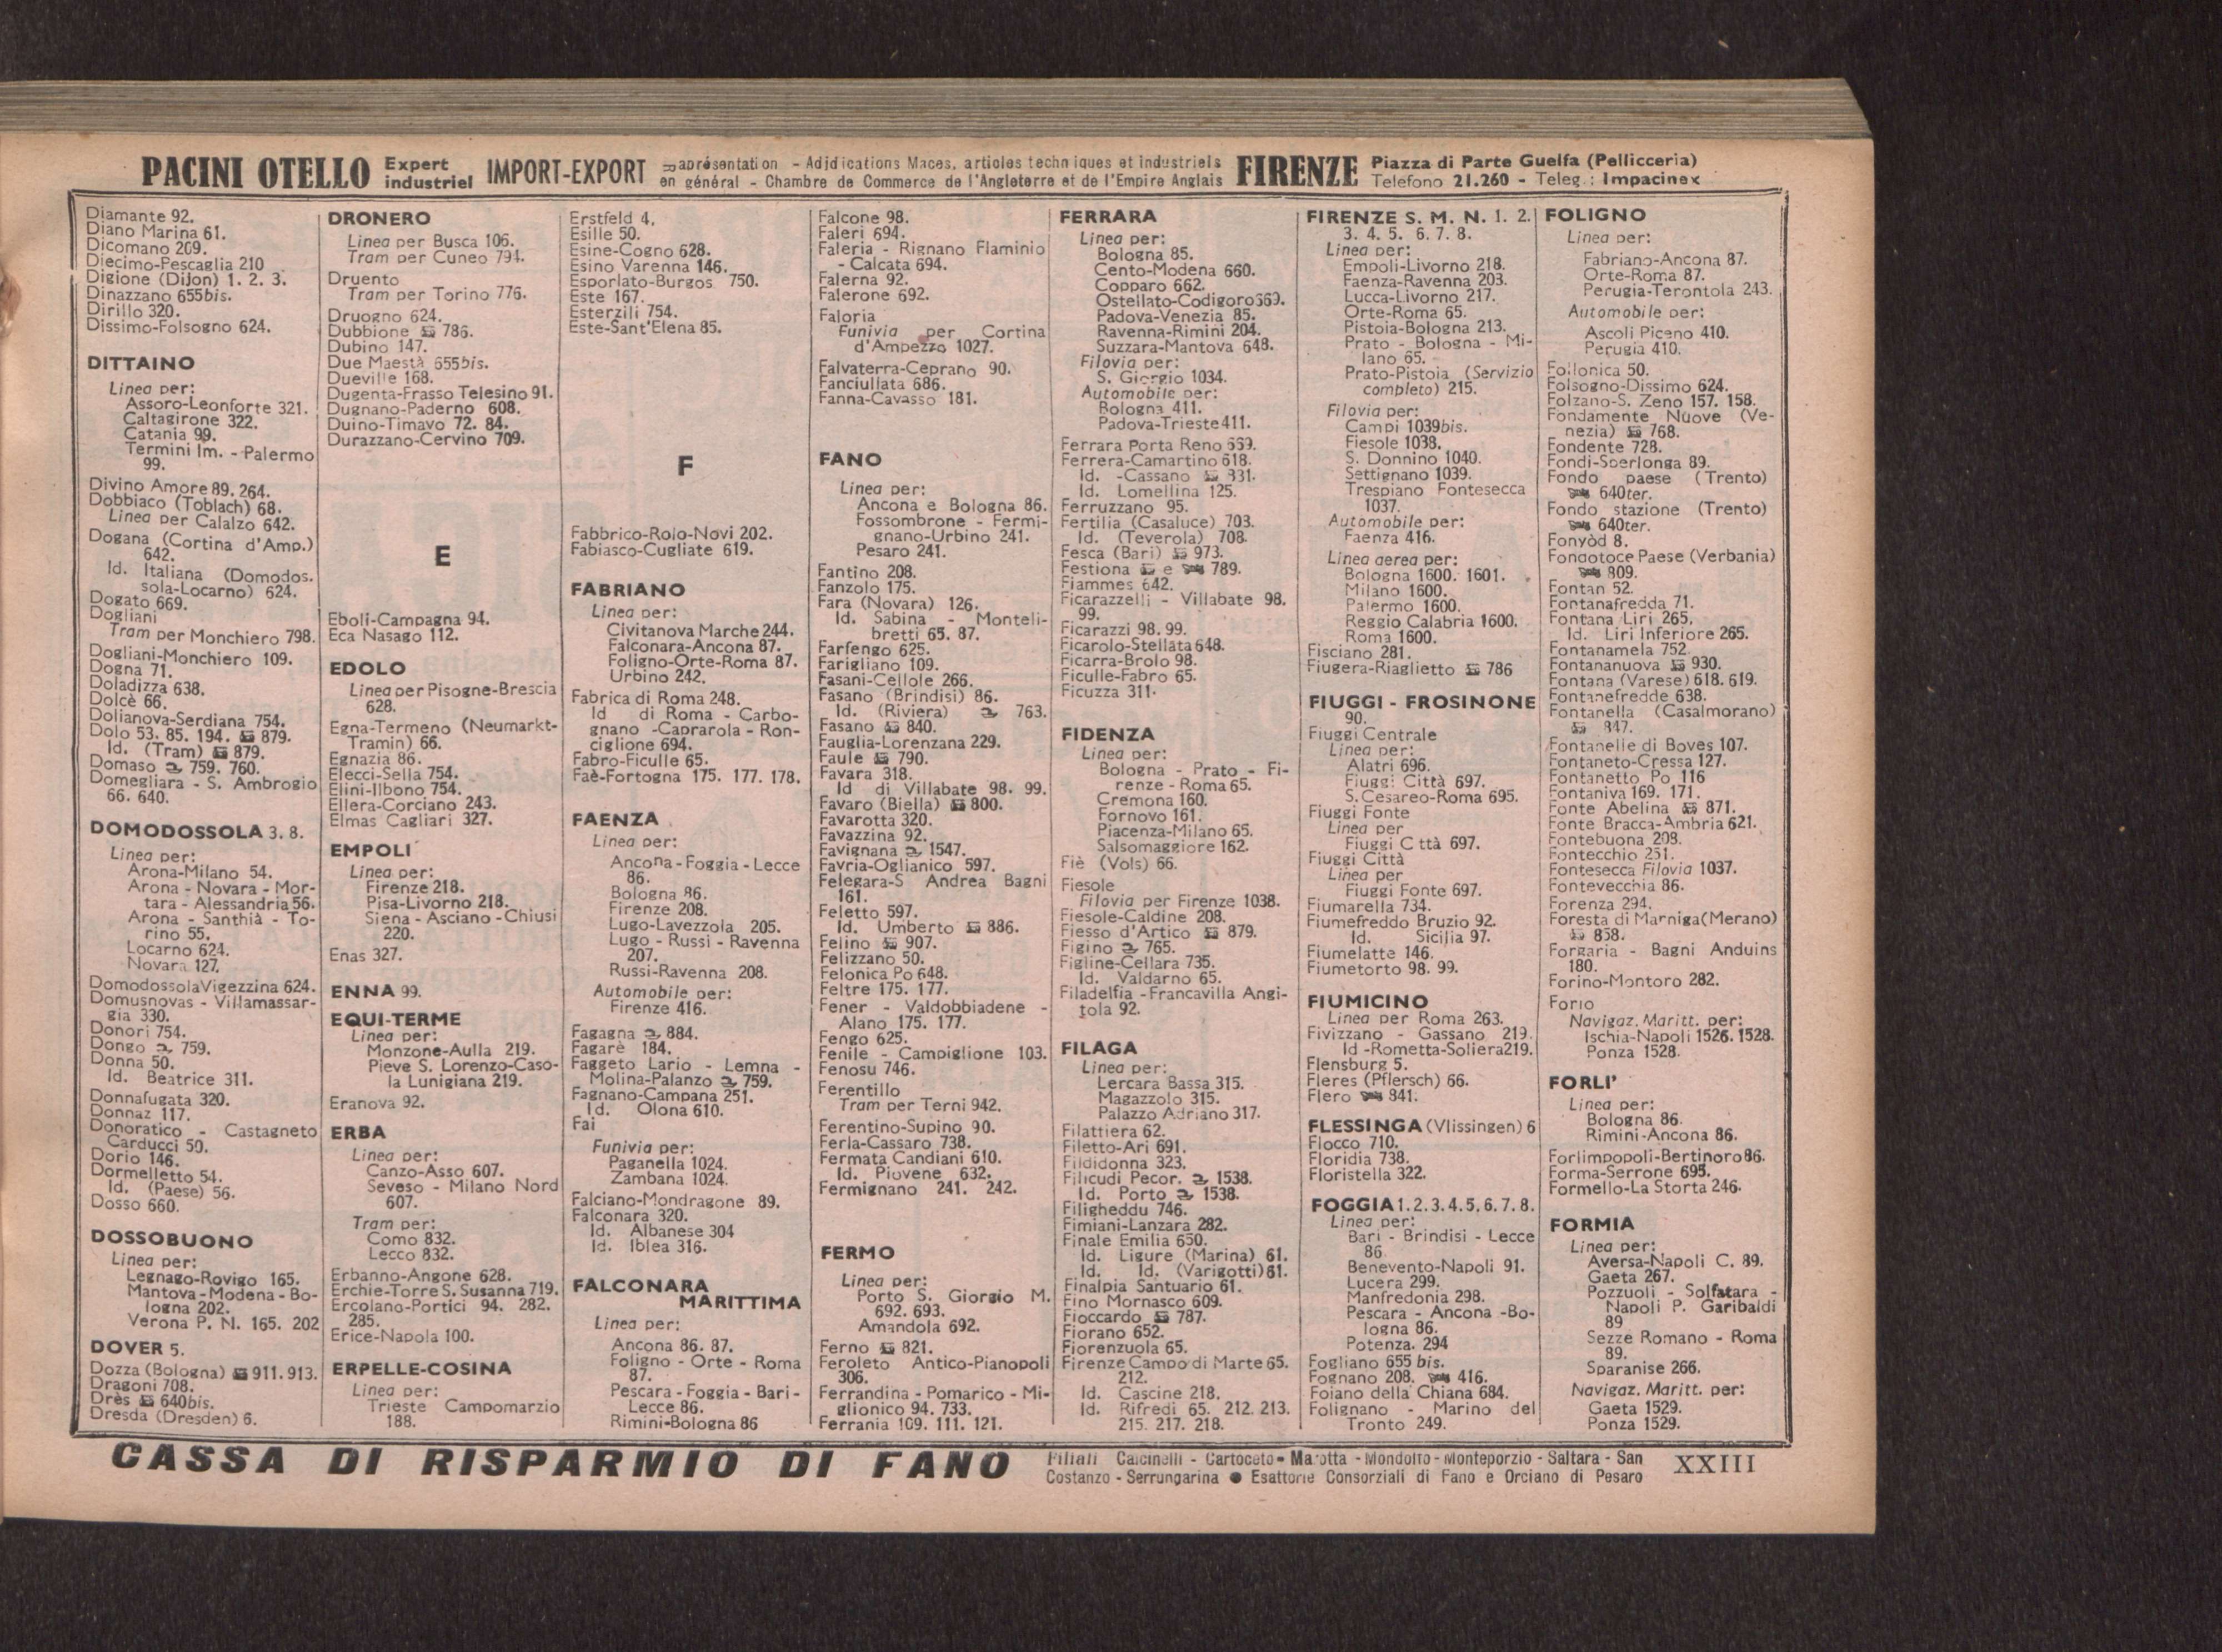 PACINI OTELLO Expert industriel IMPORT-EXPORT
Raprésentation - Adjdications Maces, articles techniques et industriels
en général - Chambre de Commerce de l'Angleterre et de l'Empire Anglais
FIRENZE Piazza di Parte Guelfa (Pellicceria)
Telefono 21.260 - Teleg.: Impacinex
Diamante 92.
Diano Marina 61.
Dicomano 209.
Diecimo-Pescaglia 210
Digione (Dijon) 1. 2. 3.
Dinazzano 655bis.
Dirillo 320.
Dissimo-Folsogno 624.
DITTAINO
Linea per:
Assoro-Leonforte 321.
Caltagirone 322.
Catania 99.
Termini Im. - Palermo
99.
Divino Amore 89. 264.
Dobbiaco (Toblach) 68.
Linea per Calalzo 642.
Dogana (Cortina d'Amp.)
642.
Id. Italiana (Domodos.
sola-Locarno) 624.
Dogato 669.
Dogliani
Tram per Monchiero 798.
Dogliani-Monchiero 109.
Dogna 71.
Doladizza 638.
Dolcè 66.
Dolianova-Serdiana 754.
Dolo 53. 85. 194. 879.
Id. (Tram) 879.
Domaso 759. 760.
Domegliara - S. Ambrogio
66. 640.
DOMODOSSOLA 3. 8.
Linea per:
Arona-Milano 54.
Arona - Novara - Mor-
tara - Alessandria 56.
Arona - Santhià - To-
rino 55.
Locarno 624.
Novara 127.
DomodossolaVigezzina 624.
Domusnovas - Villamassar-
gia 330.
Donori 754.
Dongo 759.
Donna 50.
Id. Beatrice 311.
Donnafugata 320.
Donnaz 117.
Donoratico - Castagneto
Carducci 50.
Dorio 146.
Dormelletto 54.
Id. (Paese) 56.
Dosso 660.
DOSSOBUONO
Linea per:
Legnago-Rovigo 165.
Mantova-Modena-Bo-
logna 202.
Verona P. N. 165. 202
DOVER 5.
Dozza (Bologna) 911. 913.
Dragoni 708.
Drès 640bis.
Dresda (Dresden) 6.
DRONERO
Linea per Busca 106.
Tram per Cuneo 794.
Druento
Tram per Torino 776.
Druogno 624.
Dubbione 786.
Dubino 147.
Due Maestà 655bis.
Dueville 168.
Dugenta-Frasso Telesino 91.
Dugnano-Paderno 608.
Duino-Timavo 72. 84.
Durazzano-Cervino 709.
E
Eboli-Campagna 94.
Eca Nasago 112.
EDOLO
Linea per Pisogne-Brescia
628.
Egna-Termeno (Neumarkt-
Tramin) 66.
Egnazia 86.
Elecci-Sella 754.
Elini-Ilbono 754.
Ellera-Corciano 243.
Elmas Cagliari 327.
EMPOLI
Linea per:
Firenze 218.
Pisa-Livorno 218.
Siena - Asciano -Chiusi
220.
Enas 327.
ENNA 99.
EQUI-TERME
Linea per:
Monzone-Aulla 219.
Pieve S. Lorenzo-Caso-
la Lunigiana 219.
Eranova 92.
ERBA
Linea per:
Canzo-Asso 607.
Seveso - Milano Nord
607.
Tram per:
Como 832.
Lecco 832.
Erbanno-Angone 628.
Erchie-Torre S. Susanna 719.
Ercolano-Portici 94. 282.
285.
Erice-Napola 100.
ERPELLE-COSINA
Linea per:
Trieste Campomarzio
188.
Erstfeld 4.
Esille 50.
Esine-Cogno 628.
Esino Varenna 146.
Esporlato-Burgos 750.
Este 167.
Esterzili 754.
Este-Sant'Elena 85.
F
Fabbrico-Rolo-Novi 202.
Fabiasco-Cugliate 619.
FABRIANO
Linea per:
Civitanova Marche 244.
Falconara-Ancona 87.
Foligno-Orte-Roma 87.
Urbino 242.
Fabrica di Roma 248.
Id di Roma - Carbo-
gnano -Caprarola - Ron-
ciglione 694.
Fabro-Ficulle 65.
Faè-Fortogna 175. 177. 178.
FAENZA
Linea per:
Ancona-Foggia-Lecce
86.
Bologna 86.
Firenze 208.
Lugo-Lavezzola 205.
Lugo - Russi - Ravenna
207.
Russi-Ravenna 208.
Automobile per:
Firenze 416.
Fagagna 884.
Fagarè 184.
Faggeto Lario - Lemna -
Molina-Palanzo 759.
Fagnano-Campana 251.
Id. Olona 610.
Fai
Funivia per:
Paganella 1024.
Zambana 1024.
Falciano-Mondragone 89.
Falconara 320.
Id. Albanese 304
Id. Iblea 316.
FALCONARA
MARITTIMA
Linea per:
Ancona 86. 87.
Foligno - Orte - Roma
87.
Pescara-Foggia-Bari-
Lecce 86.
Rimini-Bologna 86
Falcone 98.
Faleri 694.
Faleria - Rignano Flaminio
- Calcata 694.
Falerna 92.
Falerone 692.
Faloria
Funivia per Cortina
d'Ampezzo 1027.
Falvaterra-Ceprano 90.
Fanciullata 686.
Fanna-Cavasso 181.
FANO
Linea per:
Ancona e Bologna 86.
Fossombrone - Fermi-
gnano-Urbino 241.
Pesaro 241.
Fantino 208.
Fanzolo 175.
Fara (Novara) 126.
Id. Sabina - Monteli-
bretti 65. 87.
Farfengo 625.
Farigliano 109.
Fasani-Cellole 266.
Fasano (Brindisi) 86.
Id. (Riviera) 763.
Fasano 840.
Fauglia-Lorenzana 229.
Faule 790.
Favara 318.
Id di Villabate 98. 99.
Favaro (Biella) 800.
Favarotta 320.
Favazzina 92.
Favignana 1547.
Favria-Oglianico 597.
Felegara-S Andrea Bagni
161.
Feletto 597.
Id. Umberto 886.
Felino 907.
Felizzano 50.
Felonica Po 648.
Feltre 175. 177.
Fener - Valdobbiadene -
Alano 175. 177.
Fengo 625.
Fenile - Campiglione 103.
Fenosu 746.
Ferentillo
Tram per Terni 942.
Ferentino-Supino 90.
Ferla-Cassaro 738.
Fermata Candiani 610.
Id. Piovene 632.
Fermignano 241. 242.
FERMO
Linea per:
Porto S. Giorgio M.
692. 693.
Amandola 692.
Ferno 821.
Feroleto Antico-Pianopoli
306.
Ferrandina - Pomarico - Mi-
glionico 94. 733.
Ferrania 109. 111. 121.
FERRARA
Linea per:
Bologna 85.
Cento-Modena 660.
Copparo 662.
Ostellato-Codigoro669.
Padova-Venezia 85.
Ravenna-Rimini 204.
Suzzara-Mantova 648.
Filovia per:
S. Giorgio 1034.
Automobile per:
Bologna 411.
Padova-Trieste411.
Ferrara Porta Reno 669.
Ferrera-Camartino 618.
Id. -Cassano 831.
Id. Lomellina 125.
Ferruzzano 95.
Fertilia (Casaluce) 703.
Id. (Teverola) 708.
Fesca (Bari) 973.
Festiona e 789.
Fiammes 642.
Ficarazzelli - Villabate 98.
99.
Ficarazzi 98. 99.
Ficarolo-Stellata 648.
Ficarra-Brolo 98.
Ficulle-Fabro 65.
Ficuzza 311.
FIDENZA
Linea per:
Bologna - Prato - Fi-
renze - Roma 65.
Cremona 160.
Fornovo 161.
Piacenza-Milano 65.
Salsomaggiore 162.
Fiè (Vols) 66.
Fiesole
Filovia per Firenze 1038.
Fiesole-Caldine 208.
Fiesso d'Artico 879.
Figino 765.
Figline-Cellara 735.
Id. Valdarno 65.
Filadelfia -Francavilla Angi-
tola 92.
FILAGA
Linea per:
Lercara Bassa 315.
Magazzolo 315.
Palazzo Adriano 317.
Filattiera 62.
Filetto-Ari 691.
Fildidonna 323.
Filicudi Pecor. 1538.
Id. Porto 1538.
Filigheddu 746.
Fimiani-Lanzara 282.
Finale Emilia 650.
Id. Ligure (Marina) 61.
Id. Id. (Varigotti) 61.
Finalpia Santuario 61.
Fino Mornasco 609.
Fioccardo 787.
Fiorano 652.
Fiorenzuola 65.
Firenze Campo di Marte 65.
212.
Id. Cascine 218.
Id. Rifredi 65. 212. 213.
215. 217. 218.
FIRENZE S. M. N. 1. 2.
3. 4. 5. 6. 7. 8.
Linea per:
Empoli-Livorno 218.
Faenza-Ravenna 203.
Lucca-Livorno 217.
Orte-Roma 65.
Pistoia-Bologna 213.
Prato - Bologna - Mi-
lano 65.
Prato-Pistoia (Servizio
completo) 215.
Filovia per:
Campi 1039bis.
Fiesole 1038.
S. Donnino 1040.
Settignano 1039.
Trespiano Fontesecca
1037.
Automobile per:
Faenza 416.
Linea aerea per:
Bologna 1600. 1601.
Milano 1600.
Palermo 1600.
Reggio Calabria 1600.
Roma 1600.
Fisciano 281.
Fiugera-Riaglietto 786
FIUGGI - FROSINONE
90.
Fiuggi Centrale
Linea per:
Alatri 696.
Fiuggi Città 697.
S. Cesareo-Roma 695.
Fiuggi Fonte
Linea per
Fiuggi C ttà 697.
Fiuggi Città
Linea per
Fiuggi Fonte 697.
Fiumarella 734.
Fiumefreddo Bruzio 92.
Id. Sicilia 97.
Fiumelatte 146.
Fiumetorto 98. 99.
FIUMICINO
Linea per Roma 263.
Fivizzano - Gassano 219.
Id -Rometta-Soliera219.
Flensburg 5.
Fleres (Pflersch) 66.
Flero 841.
FLESSINGA (Vlissingen) 6
Flocco 710.
Floridia 738.
Floristella 322.
FOGGIA 1. 2. 3. 4. 5. 6. 7. 8.
Linea per:
Bari - Brindisi - Lecce
86
Benevento-Napoli 91.
Lucera 299.
Manfredonia 298.
Pescara - Ancona -Bo-
logna 86.
Potenza. 294
Fogliano 655 bis.
Fognano 208. 416.
Foiano della Chiana 684.
Folignano - Marino del
Tronto 249.
FOLIGNO
Linea per:
Fabriano-Ancona 87.
Orte-Roma 87.
Perugia-Terontola 243.
Automobile per:
Ascoli Piceno 410.
Perugia 410.
Follonica 50.
Folsogno-Dissimo 624.
Folzano-S. Zeno 157. 158.
Fondamente Nuove (Ve-
nezia) 768.
Fondente 728.
Fondi-Sperlonga 89.
Fondo paese (Trento)
640ter.
Fondo stazione (Trento)
640ter.
Fonyòd 8.
Fondotoce Paese (Verbania)
809.
Fontan 52.
Fontanafredda 71.
Fontana Liri 265.
Id. Liri Inferiore 265.
Fontanamela 752
Fontananuova 930.
Fontana (Varese) 618. 619.
Fontanefredde 638.
Fontanella (Casalmorano)
847.
Fontanelle di Boves 107.
Fontaneto-Cressa 127.
Fontanetto Po 116
Fontaniva 169. 171.
Fonte Abelina 871.
Fonte Bracca-Ambria 621.
Fontebuona 208.
Fontecchio 251.
Fontesecca Filovia 1037.
Fontevecchia 86.
Forenza 294.
Foresta di Marniga(Merano)
858.
Forgaria - Bagni Anduins
180.
Forino-Montoro 282.
Forio
Navigaz. Maritt. per:
Ischia-Napoli 1526. 1528.
Ponza 1528.
FORLI'
Linea per:
Bologna 86.
Rimini-Ancona 86.
Forlimpopoli-Bertinoro86.
Forma-Serrone 695.
Formello-La Storta 246.
FORMIA
Linea per:
Aversa-Napoli C. 89.
Gaeta 267.
Pozzuoli - Solfatara -
Napoli P. Garibaldi
89
Sezze Romano - Roma
89.
Sparanise 266.
Navigaz. Maritt. per:
Gaeta 1529.
Ponza 1529.
CASSA DI RISPARMIO DI FANO
Filiali Calcinelli - Cartoceto - Marotta - Mondolfo - Monteporzio - Saltara - San
Costanzo - Serrungarina ● Esattorie Consorziali di Fano e Orciano di Pesaro
XXIII